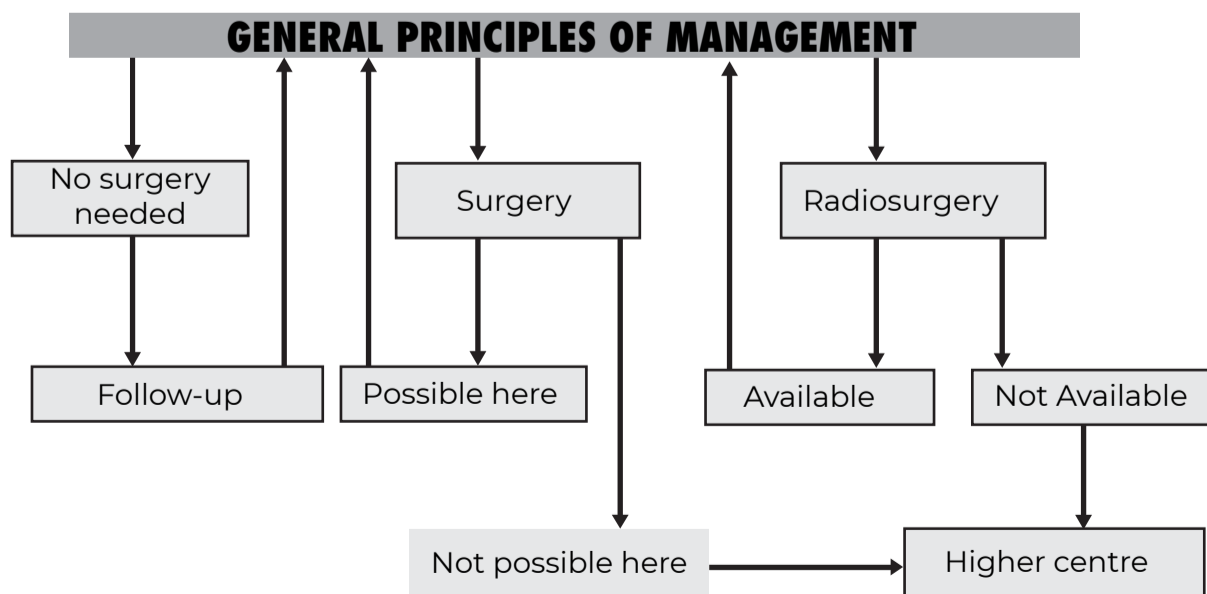 GENERAL PRINCIPLES OF MANAGEMENT
No surgery
needed
Surgery
Radiosurgery
Follow-up
Possible here
Available
Not Available
Not possible here
Higher centre